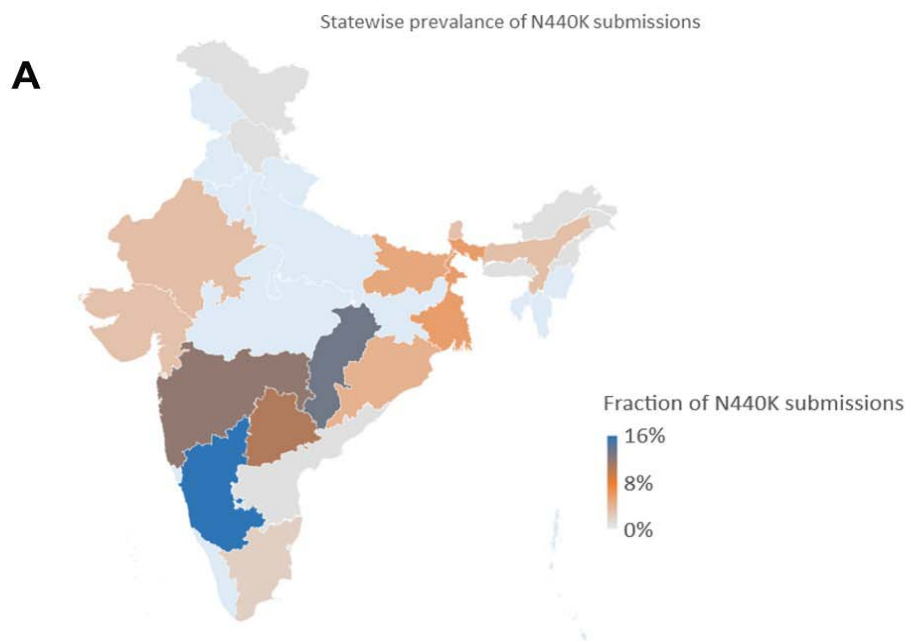 Statewise prevalance of N440K submissions
A
Fraction of N440K submissions
16%
8%
0%